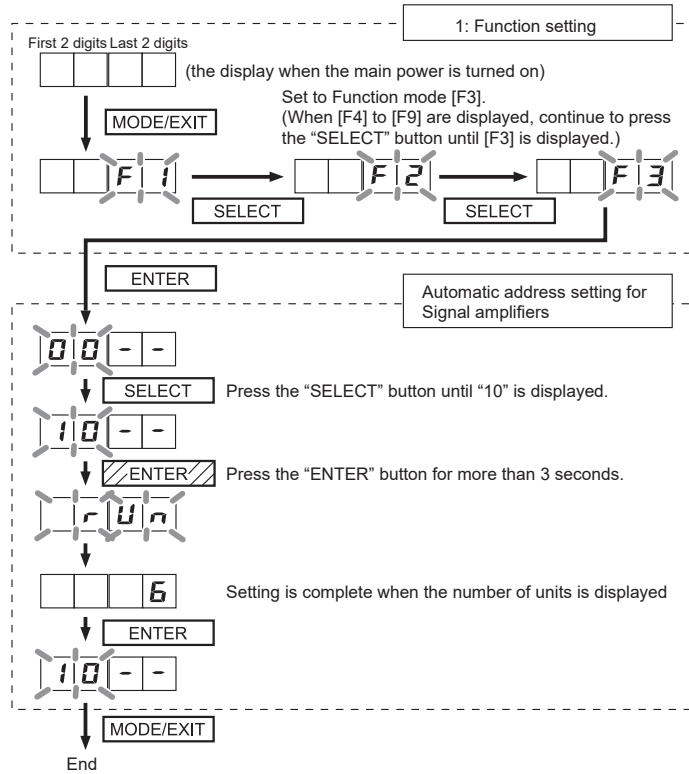 1: Function setting
First 2 digits Last 2 digits
(the display when the main power is turned on)
Set to Function mode [F3].
(When [F4] to [F9] are displayed, continue to press
the “SELECT” button until [F3] is displayed.)
MODE/EXIT
F 1
F 2
F 3
SELECT
SELECT
ENTER
Automatic address setting for
Signal amplifiers
0 0 - -
SELECT
Press the “SELECT” button until “10” is displayed.
1 0 - -
ENTER
Press the “ENTER” button for more than 3 seconds.
r U n
6
Setting is complete when the number of units is displayed
ENTER
1 0 - -
MODE/EXIT
End